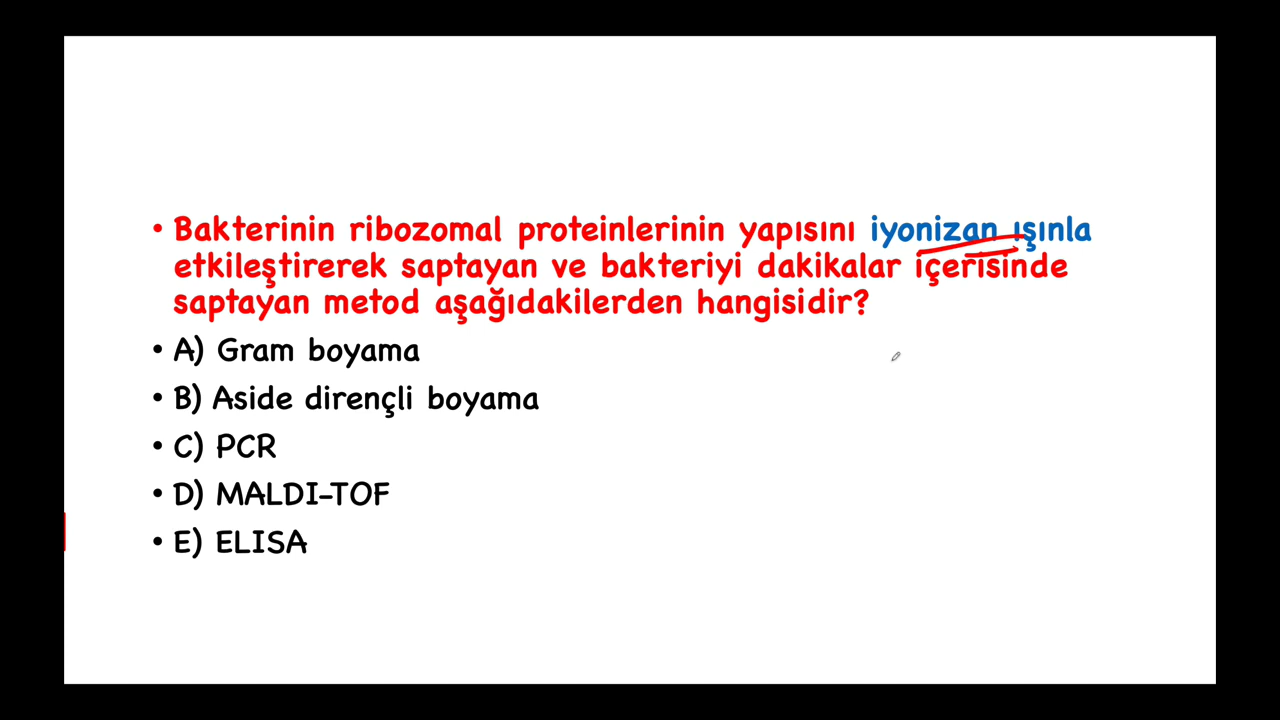 • Bakterinin ribozomal proteinlerinin yapısını iyonizan ışınla
etkileştirerek saptayan ve bakteriyi dakikalar içerisinde
saptayan metod aşağıdakilerden hangisidir?
• A) Gram boyama
• B) Aside dirençli boyama
• C) PCR
• D) MALDI-TOF
• E) ELISA